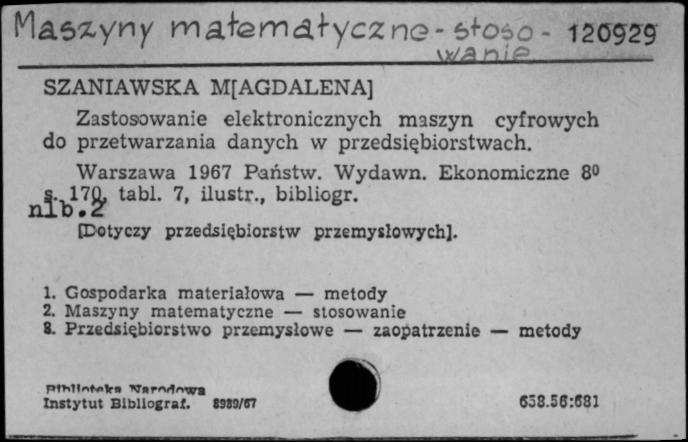 Maszyny matematyczne - stoso - 120929
wanie
SZANIAWSKA M[AGDALENA]
Zastosowanie elektronicznych maszyn cyfrowych
do przetwarzania danych w przedsiębiorstwach.
Warszawa 1967 Państw. Wydawn. Ekonomiczne 8⁰
s. 170, tabl. 7, ilustr., bibliogr.
nlb.2
[Dotyczy przedsiębiorstw przemysłowych].
1. Gospodarka materiałowa — metody
2. Maszyny matematyczne — stosowanie
3. Przedsiębiorstwo przemysłowe — zaopatrzenie — metody
Biblioteka Narodowa
Instytut Bibliograf. 8989/67 658.56:681